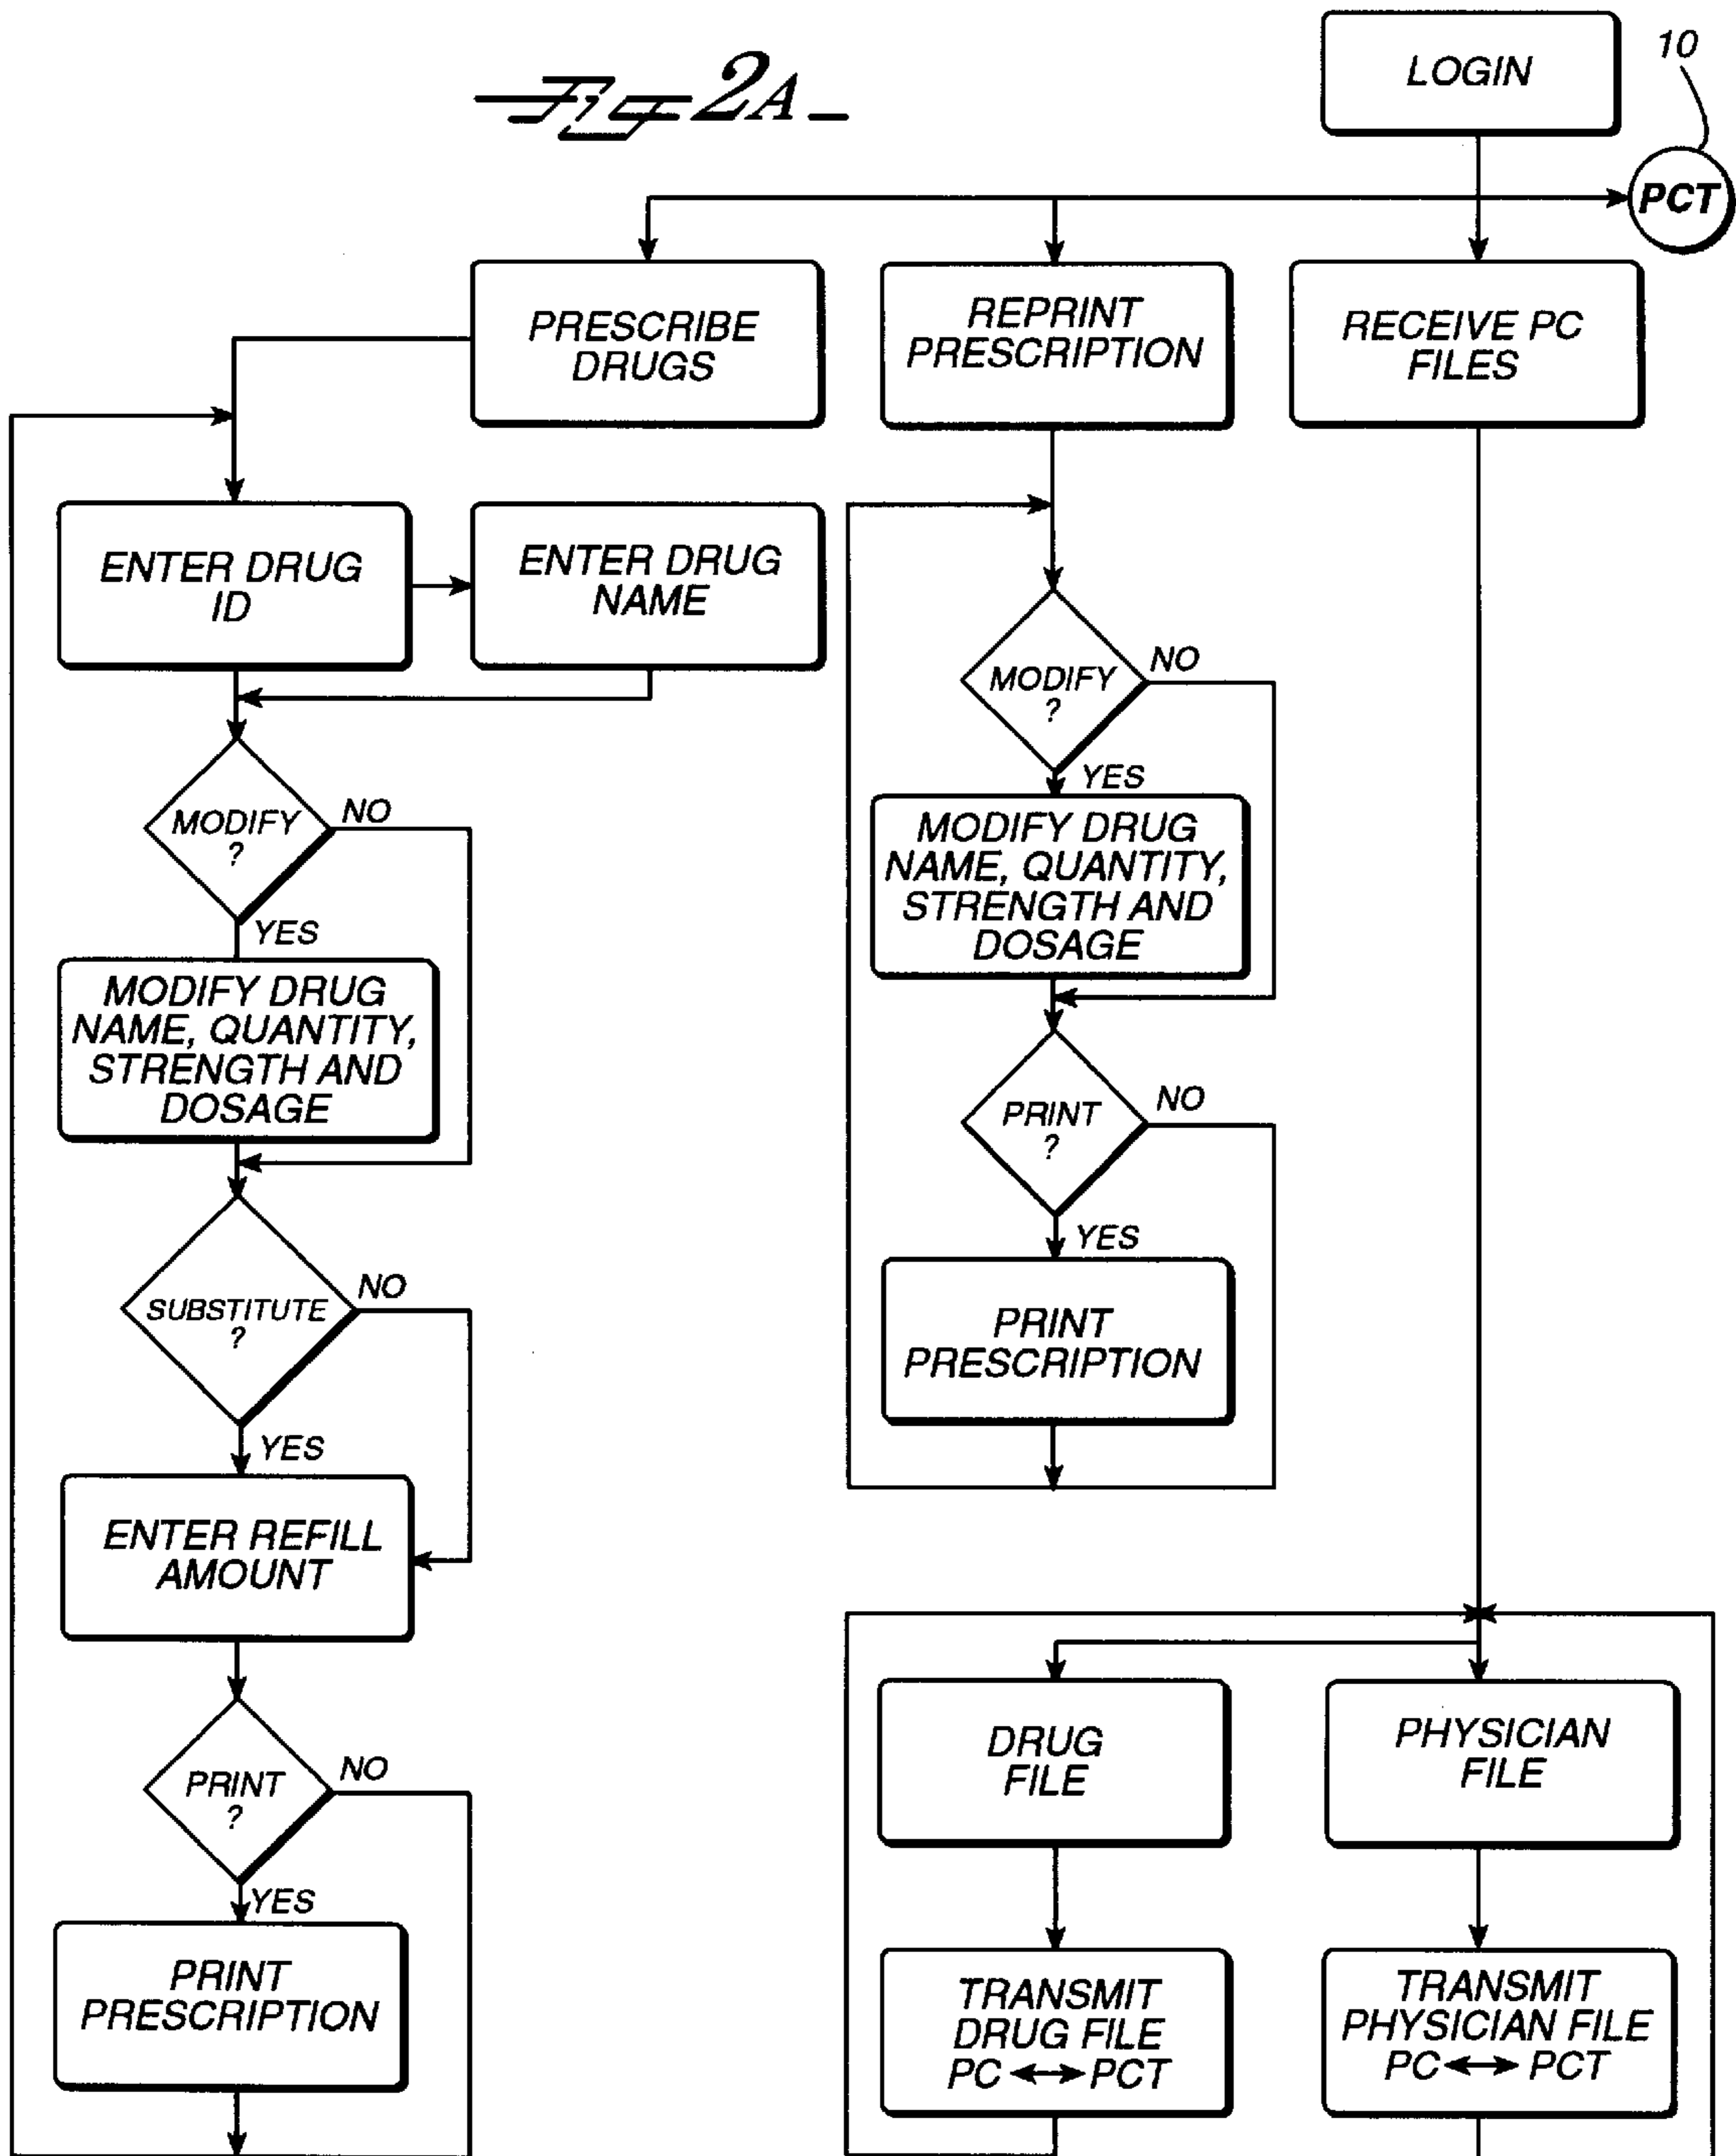 Fig 2A
LOGIN
10
PCT
PRESCRIBE
DRUGS
REPRINT
PRESCRIPTION
RECEIVE PC
FILES
ENTER DRUG
ID
ENTER DRUG
NAME
MODIFY
?
NO
YES
MODIFY DRUG
NAME, QUANTITY,
STRENGTH AND
DOSAGE
SUBSTITUTE
?
NO
YES
ENTER REFILL
AMOUNT
PRINT
?
NO
YES
PRINT
PRESCRIPTION
MODIFY
?
NO
YES
MODIFY DRUG
NAME, QUANTITY,
STRENGTH AND
DOSAGE
PRINT
?
NO
YES
PRINT
PRESCRIPTION
DRUG
FILE
TRANSMIT
DRUG FILE
PC ↔ PCT
PHYSICIAN
FILE
TRANSMIT
PHYSICIAN FILE
PC ↔ PCT